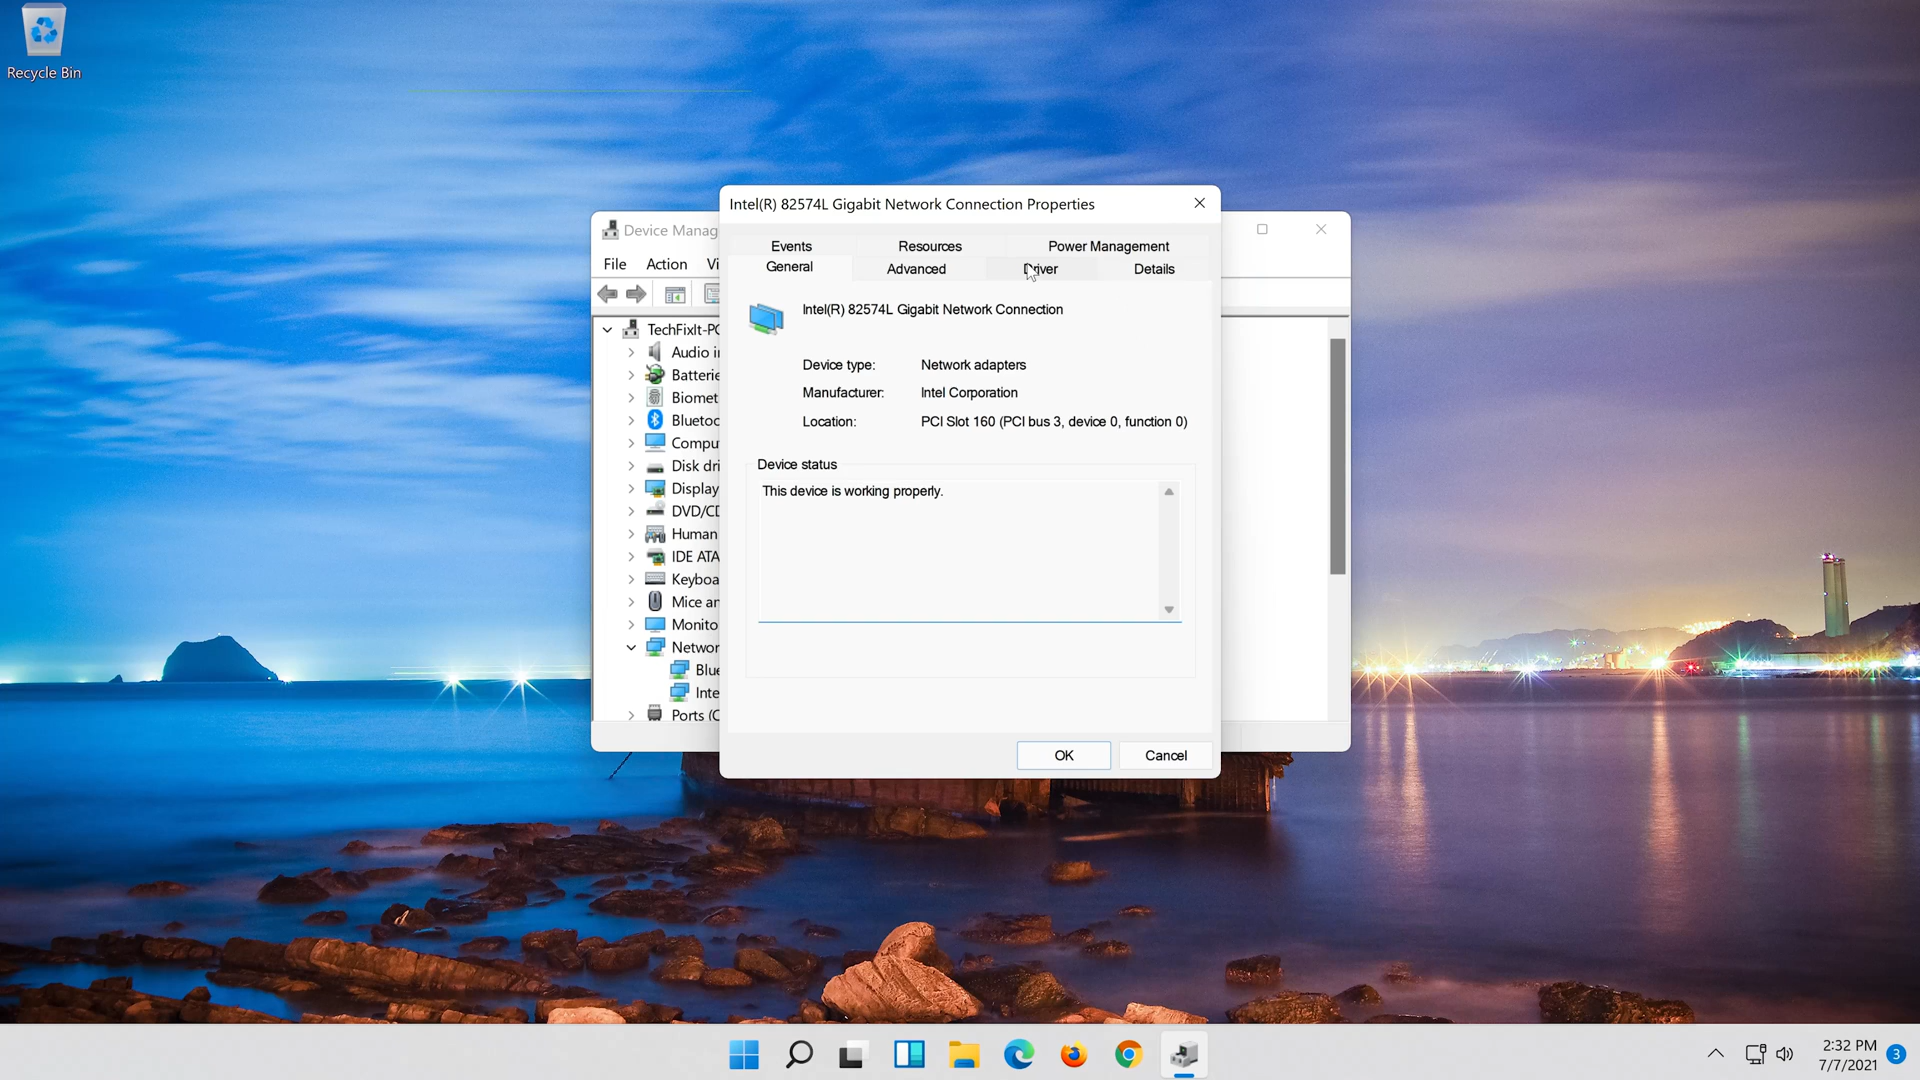 Recycle Bin
Device Manag
File Action Vi
TechFixIt-PC
Audio in
Batterie
Biomet
Bluetoo
Compu
Disk dri
Display
DVD/CD
Human
IDE ATA
Keyboa
Mice an
Monito
Networ
Blue
Inte
Ports (C
Intel(R) 82574L Gigabit Network Connection Properties
Events Resources Power Management
General Advanced Driver Details
Intel(R) 82574L Gigabit Network Connection
Device type: Network adapters
Manufacturer: Intel Corporation
Location: PCI Slot 160 (PCI bus 3, device 0, function 0)
Device status
This device is working properly.
OK Cancel
2:32 PM
7/7/2021
3